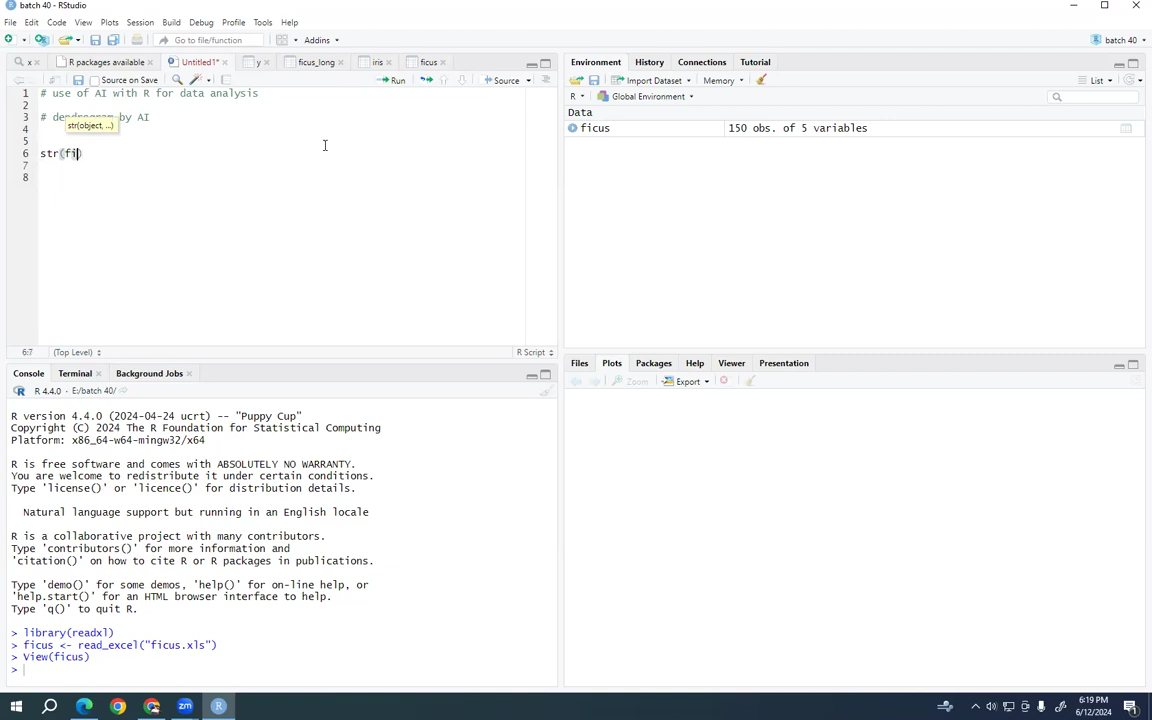 batch 40 - RStudio
File Edit Code View Plots Session Build Debug Profile Tools Help
Go to file/function Addins batch 40
x R packages available Untitled1* y ficus_long iris ficus
Source on Save Run Source
1 # use of AI with R for data analysis
2
3 # dendrogram by AI
str(object, ...)
4
5
6 str(fi)
7
8
6:7 (Top Level) R Script
Console Terminal Background Jobs
R 4.4.0 · E:/batch 40/
R version 4.4.0 (2024-04-24 ucrt) -- "Puppy Cup"
Copyright (C) 2024 The R Foundation for Statistical Computing
Platform: x86_64-w64-mingw32/x64
R is free software and comes with ABSOLUTELY NO WARRANTY.
You are welcome to redistribute it under certain conditions.
Type 'license()' or 'licence()' for distribution details.
Natural language support but running in an English locale
R is a collaborative project with many contributors.
Type 'contributors()' for more information and
'citation()' on how to cite R or R packages in publications.
Type 'demo()' for some demos, 'help()' for on-line help, or
'help.start()' for an HTML browser interface to help.
Type 'q()' to quit R.
> library(readxl)
> ficus <- read_excel("ficus.xls")
> View(ficus)
>
Environment History Connections Tutorial
Import Dataset Memory List
R Global Environment
Data
ficus 150 obs. of 5 variables
Files Plots Packages Help Viewer Presentation
Zoom Export
zm R 6:19 PM
6/12/2024